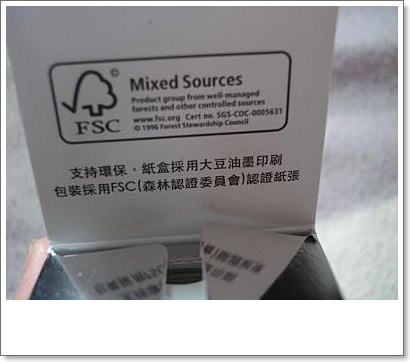 ©
FSC
Mixed Sources
Product group from well-managed
forests and other controlled sources
www.fsc.org Cert no. SGS-COC-0005631
© 1996 Forest Stewardship Council
支持環保，紙盒採用大豆油墨印刷
包裝採用FSC(森林認證委員會)認證紙張